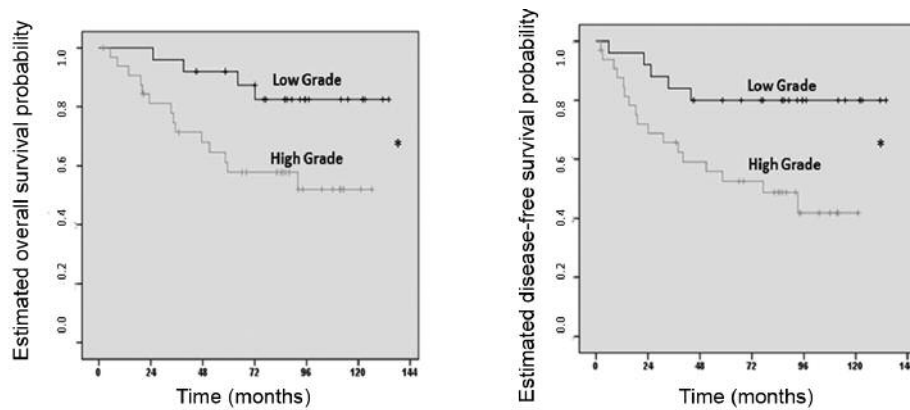 Estimated overall survival probability
1.0
0.8
0.6
0.4
0.2
0.0
Low Grade
High Grade
*
0 24 48 72 96 120 144
Time (months)
Estimated disease-free survival probability
1.0
0.8
0.6
0.4
0.2
0.0
Low Grade
High Grade
*
0 24 48 72 96 120 144
Time (months)